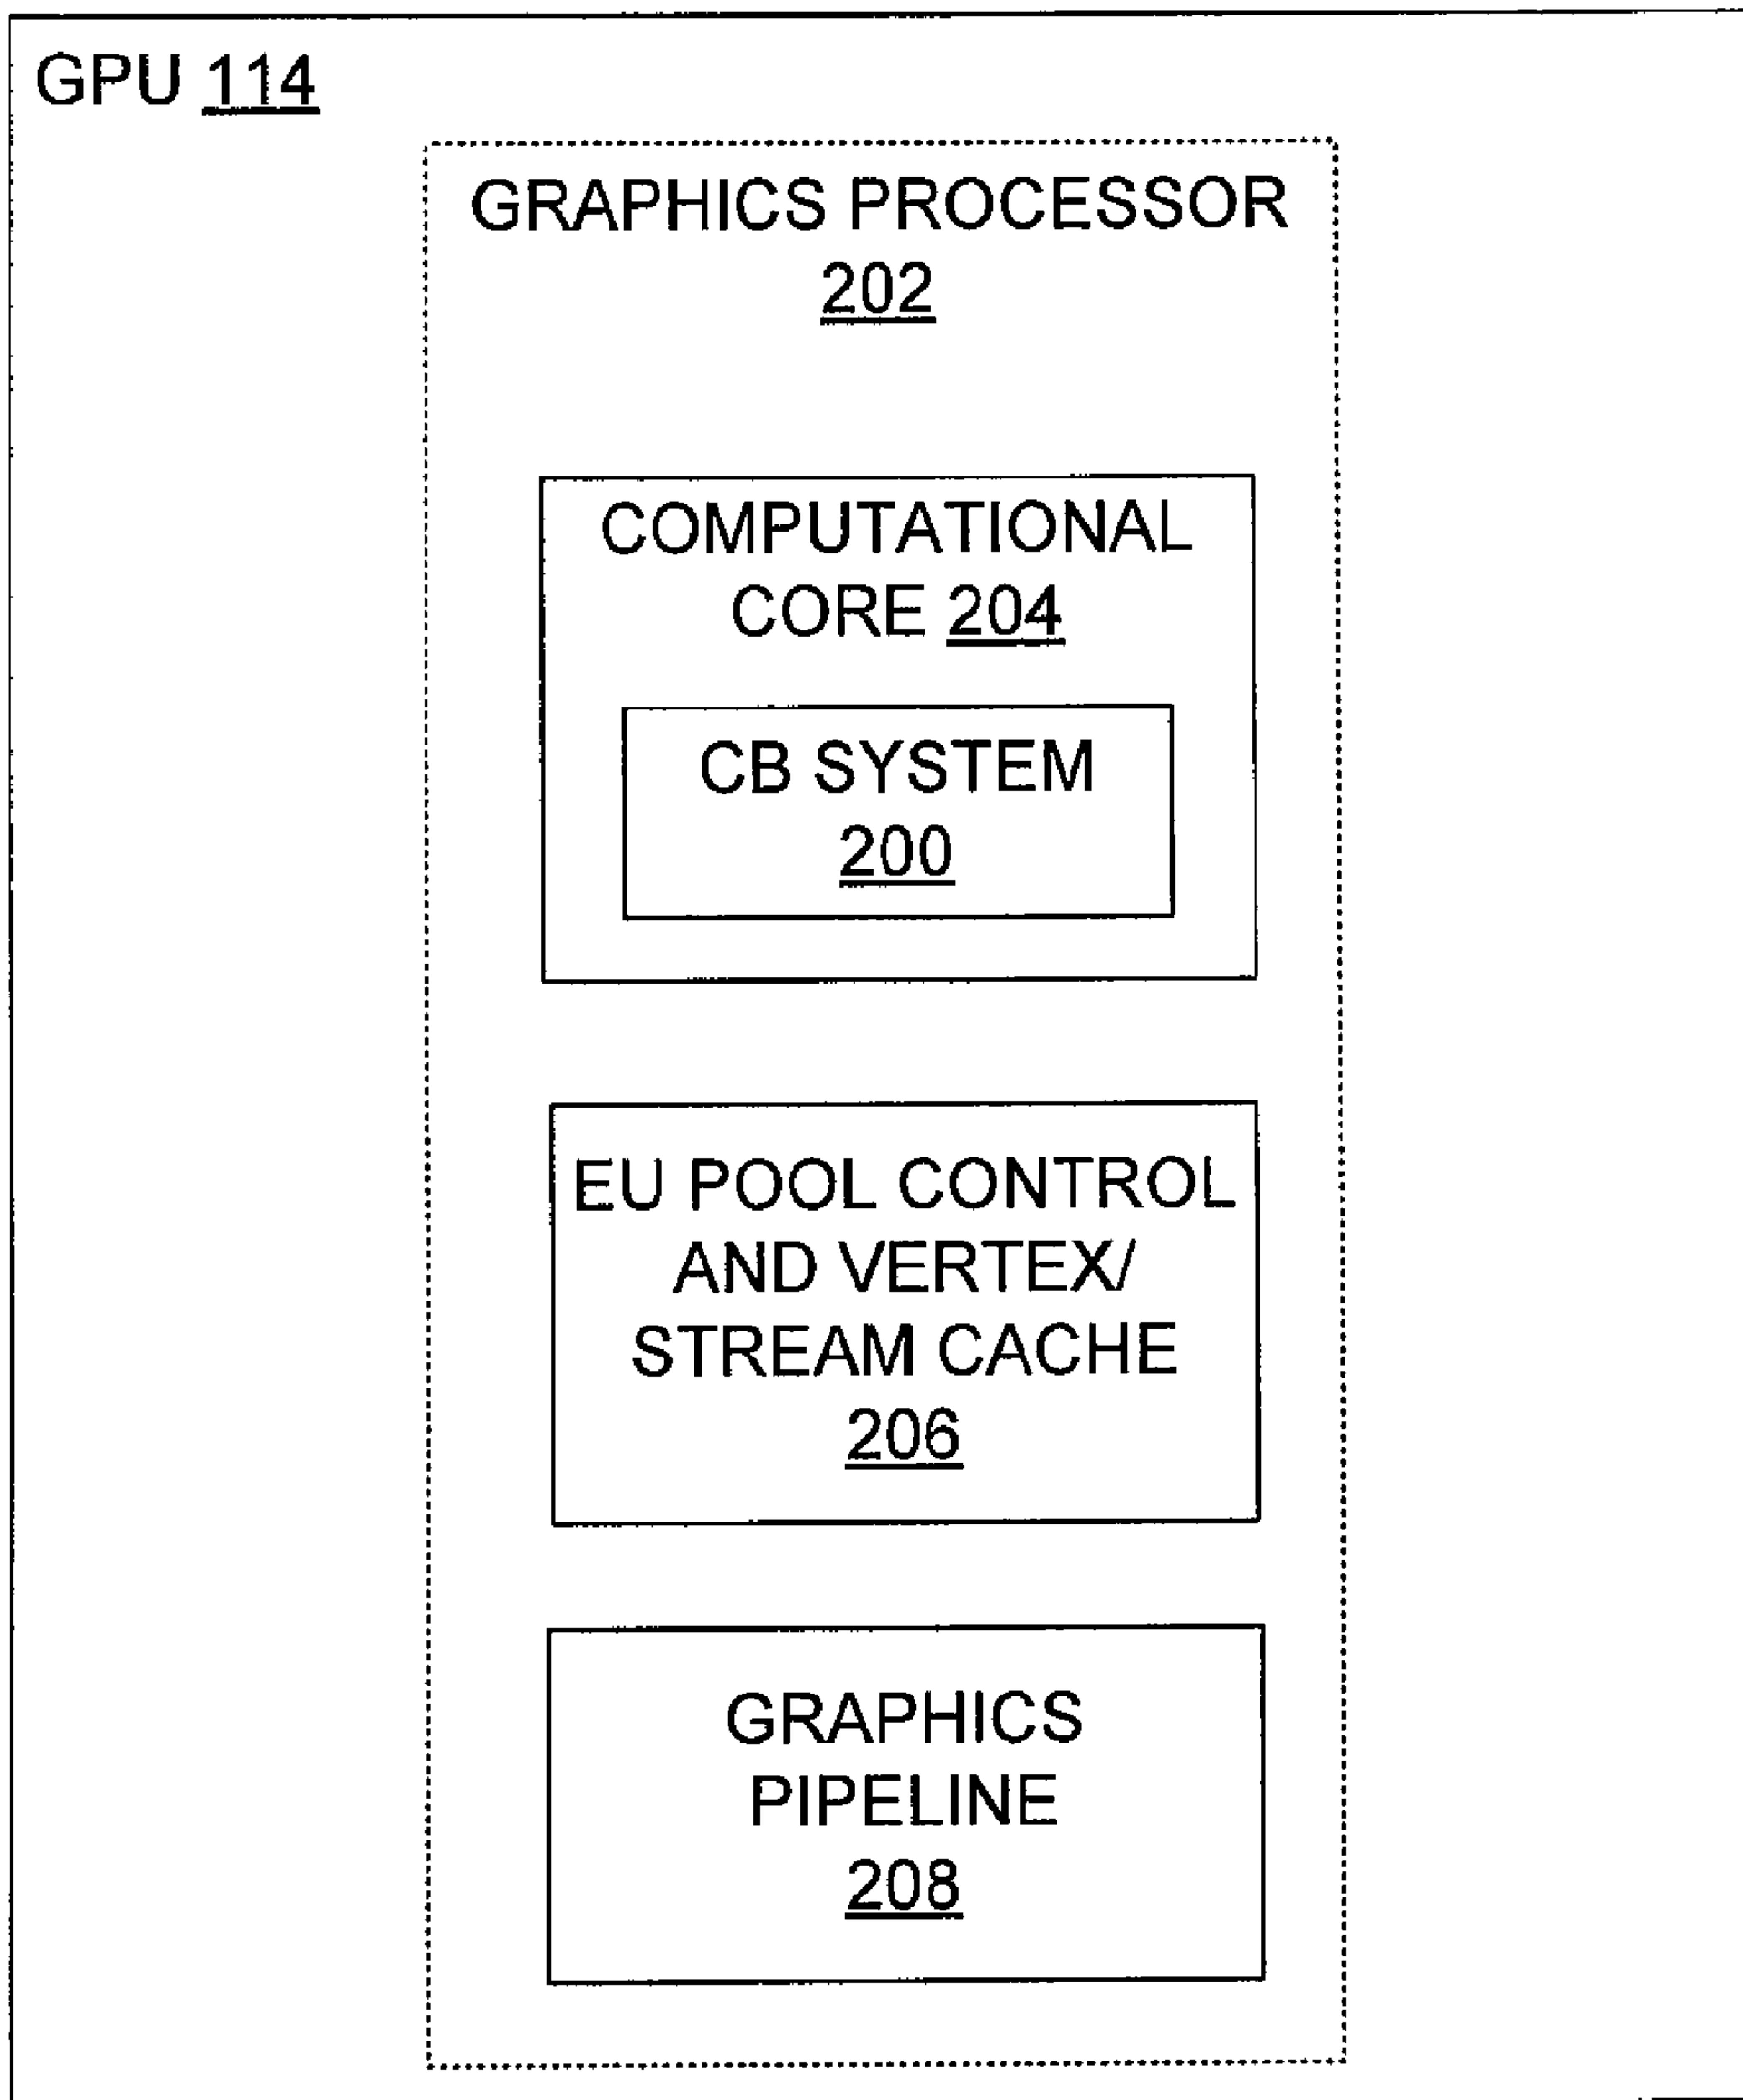 GPU 114
GRAPHICS PROCESSOR
202
COMPUTATIONAL
CORE 204
CB SYSTEM
200
EU POOL CONTROL
AND VERTEX/
STREAM CACHE
206
GRAPHICS
PIPELINE
208